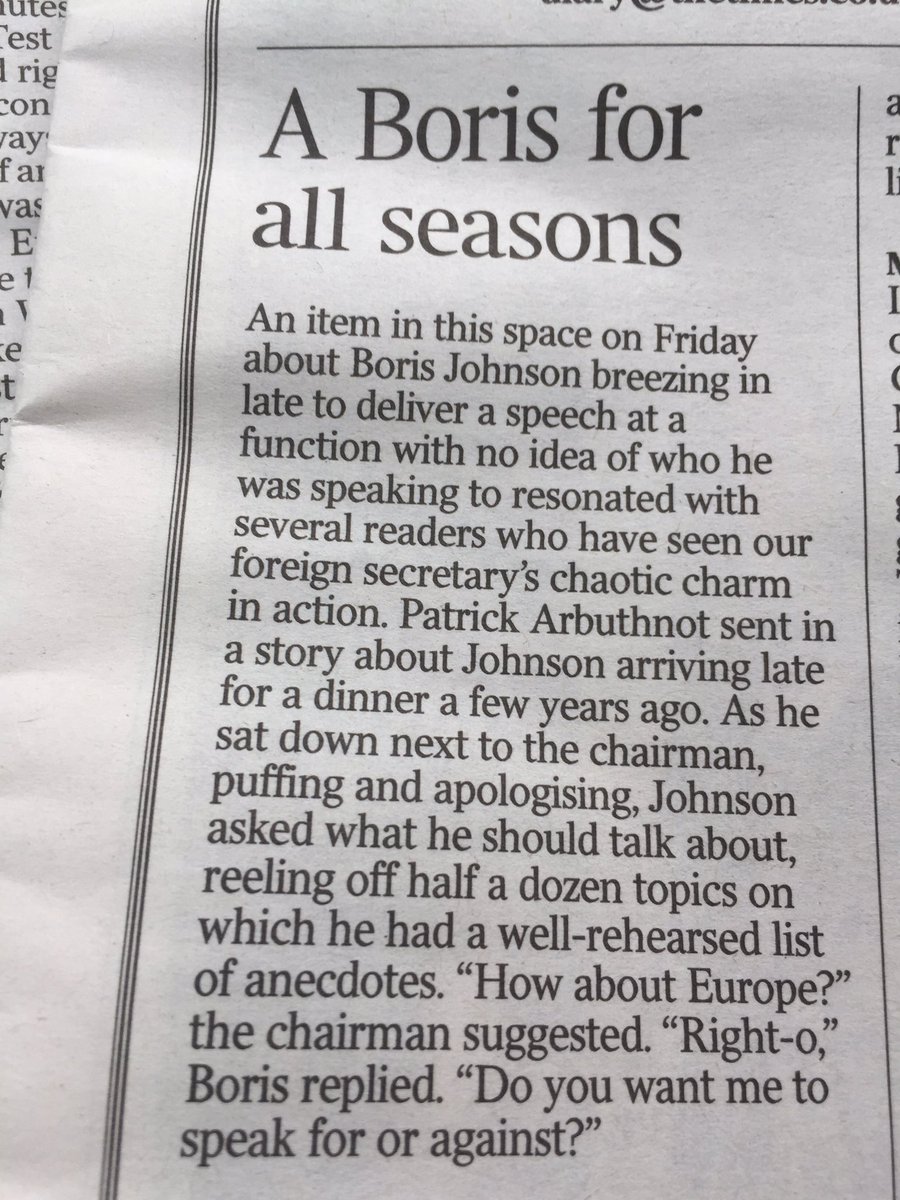 A Boris for
all seasons
An item in this space on Friday
about Boris Johnson breezing in
late to deliver a speech at a
function with no idea of who he
was speaking to resonated with
several readers who have seen our
foreign secretary's chaotic charm
in action. Patrick Arbuthnot sent in
a story about Johnson arriving late
for a dinner a few years ago. As he
sat down next to the chairman,
puffing and apologising, Johnson
asked what he should talk about,
reeling off half a dozen topics on
which he had a well-rehearsed list
of anecdotes. “How about Europe?”
the chairman suggested. “Right-o,”
Boris replied. “Do you want me to
speak for or against?”